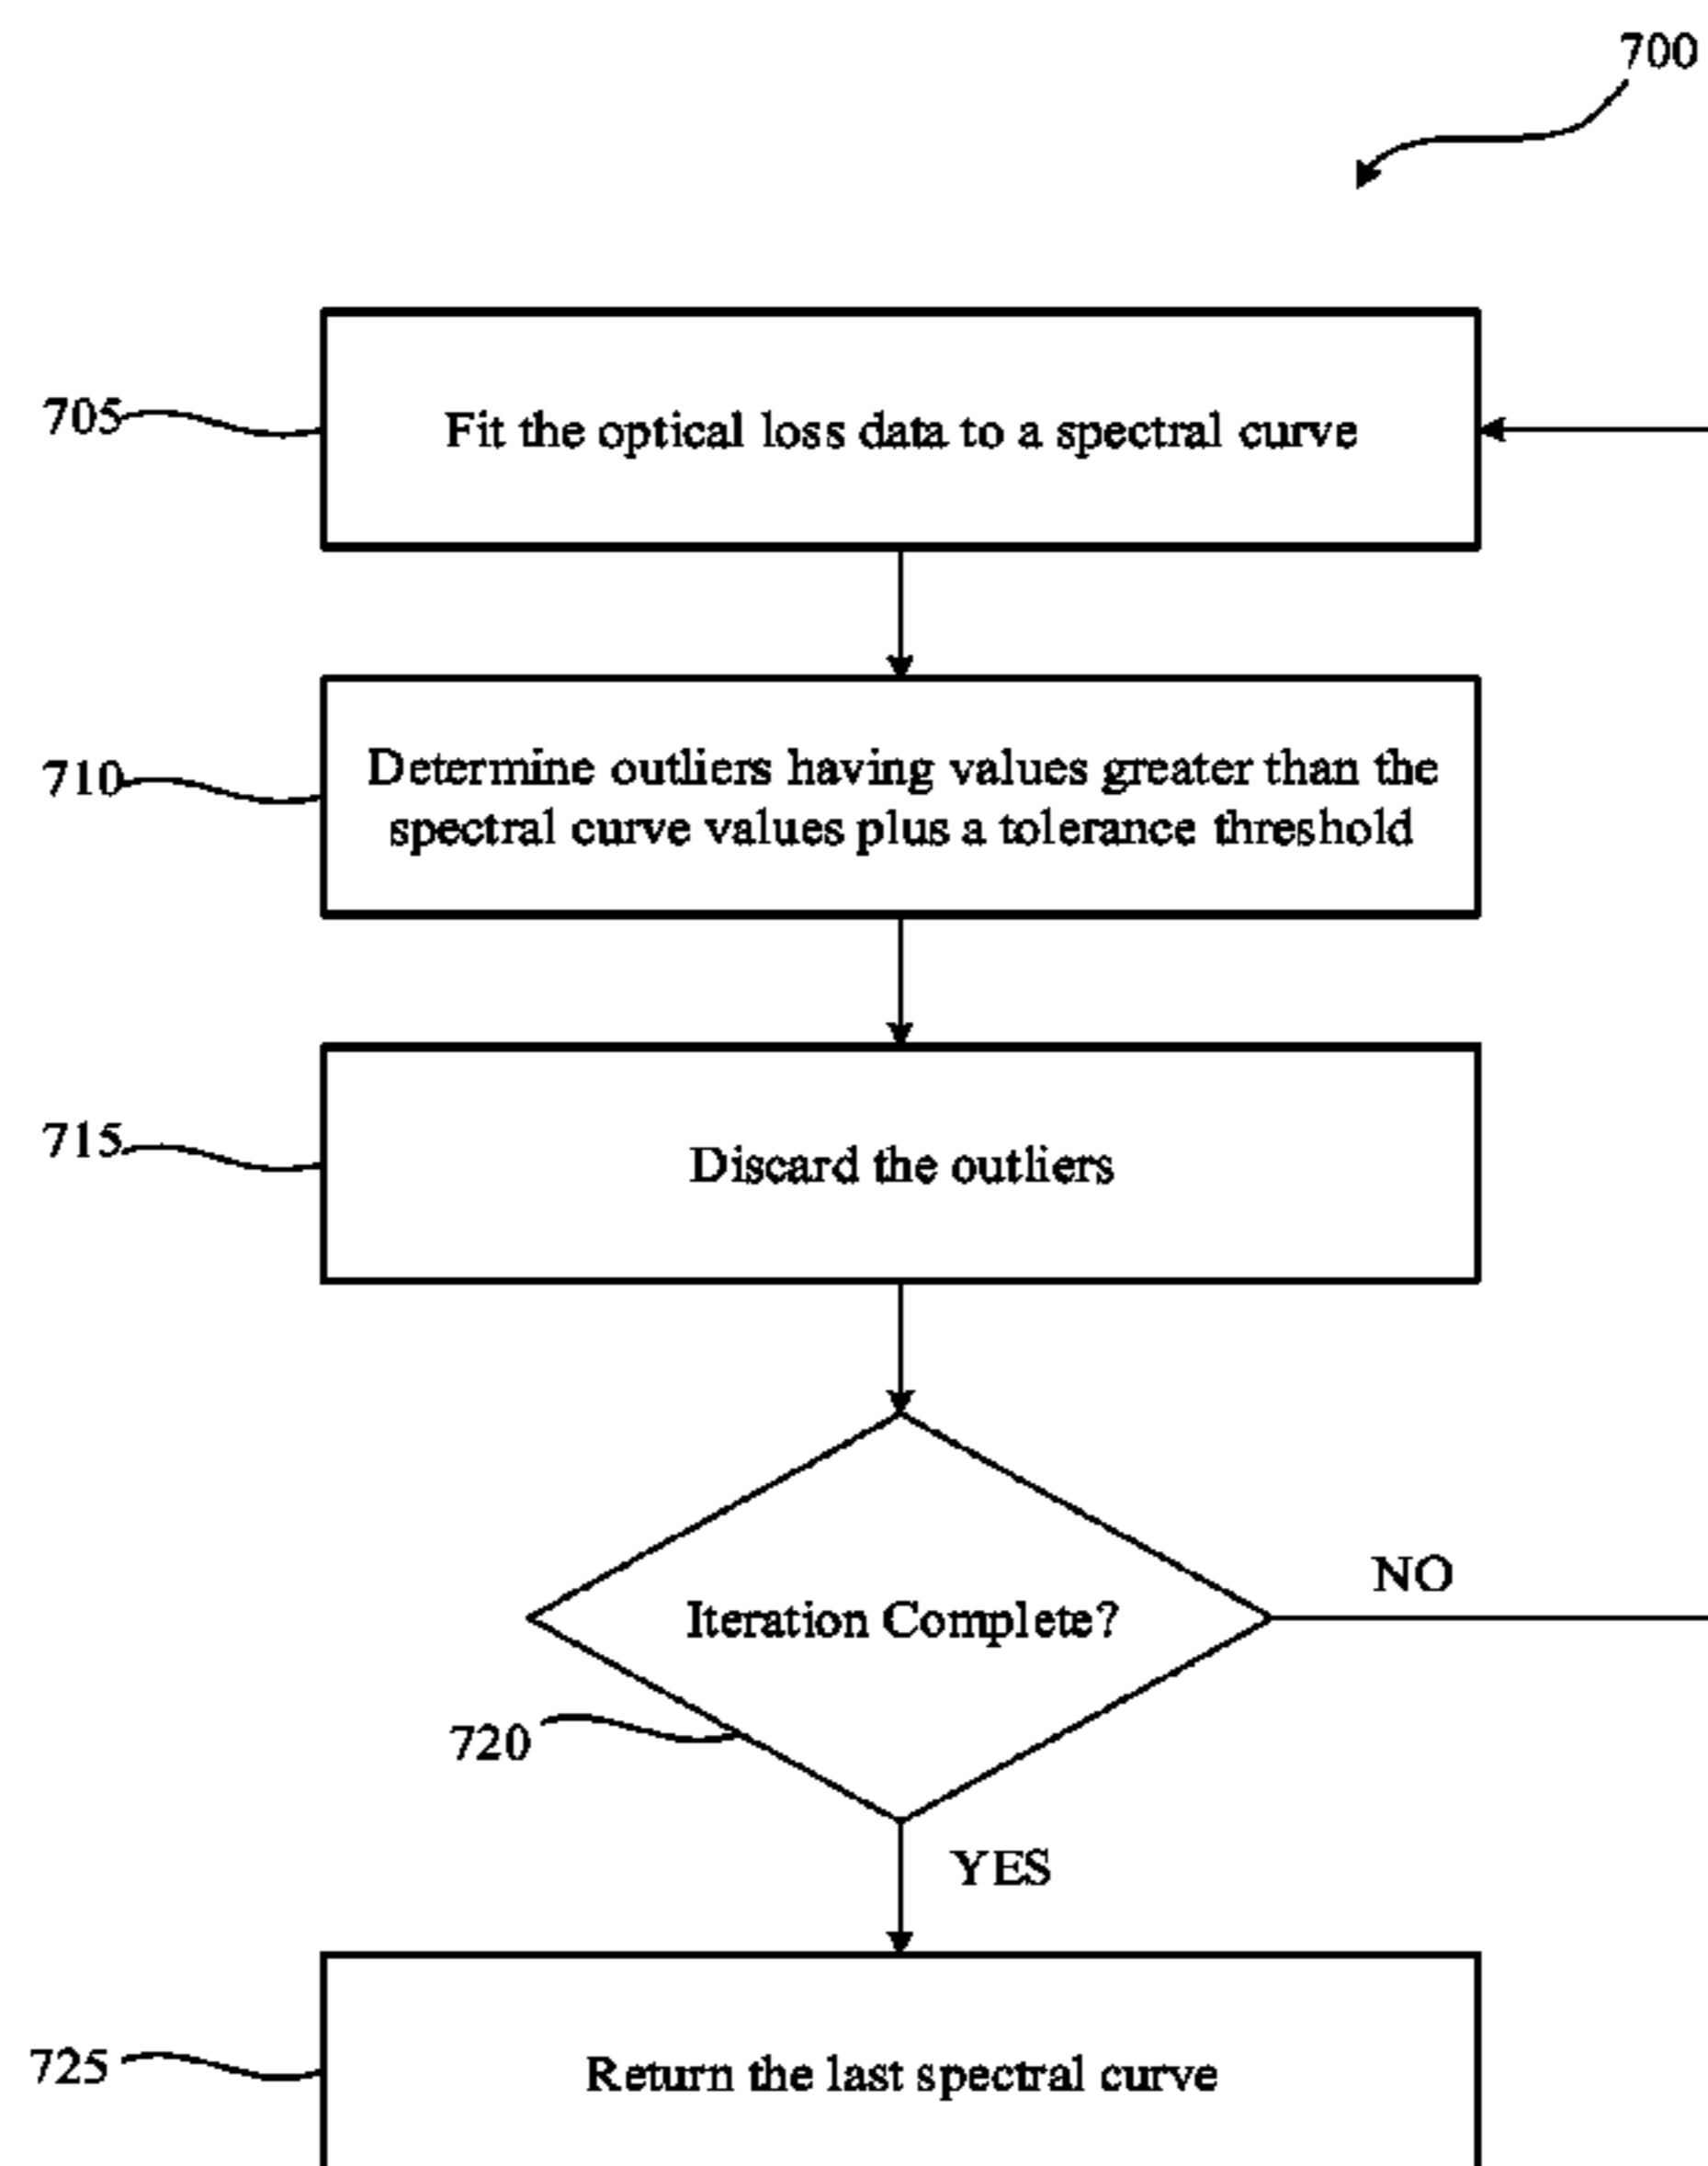 700
705
Fit the optical loss data to a spectral curve
710
Determine outliers having values greater than the
spectral curve values plus a tolerance threshold
715
Discard the outliers
Iteration Complete?
NO
720
YES
725
Return the last spectral curve